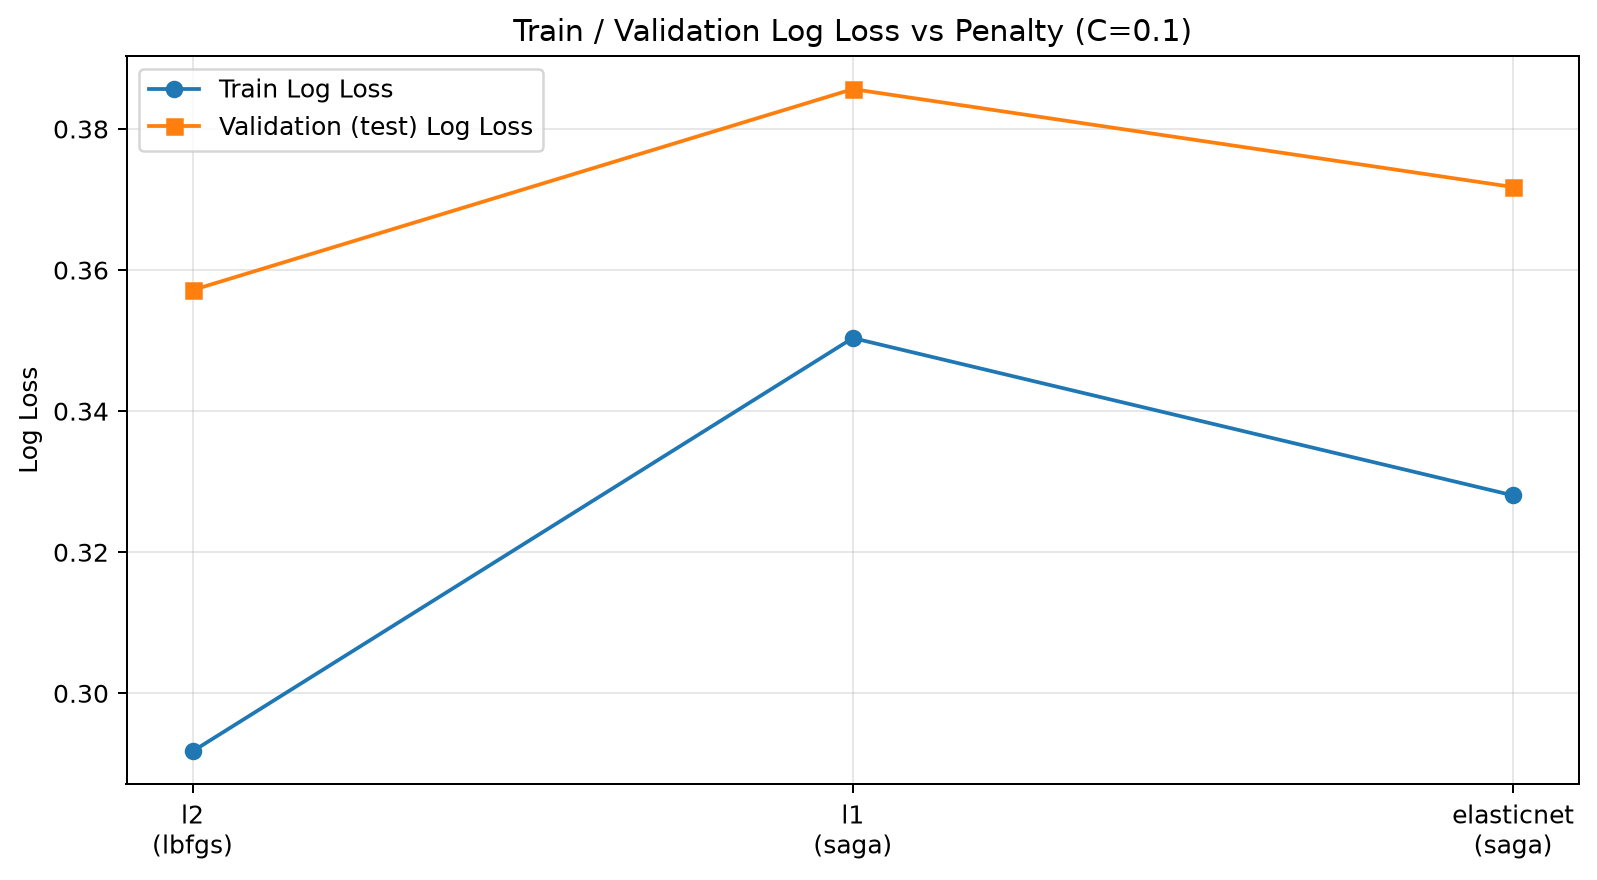 Train / Validation Log Loss vs Penalty (C=0.1)
Train Log Loss
Validation (test) Log Loss
Log Loss
0.38
0.36
0.34
0.32
0.30
l2
(lbfgs)
l1
(saga)
elasticnet
(saga)